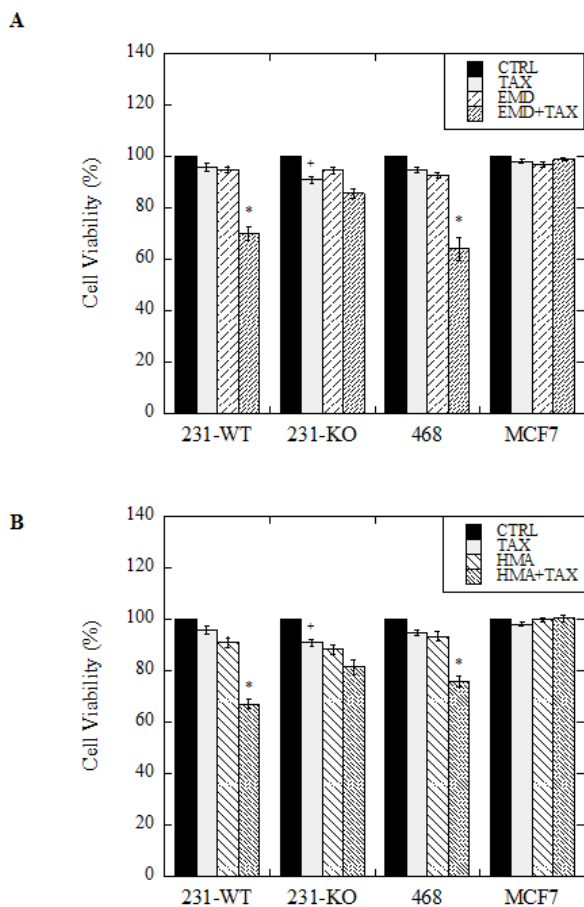 A
140
120
100
80
60
40
20
0
Cell Viability (%)
CTRL
TAX
EMD
EMD+TAX
*
+
*
231-WT 231-KO 468 MCF7
B
140
120
100
80
60
40
20
0
Cell Viability (%)
CTRL
TAX
HMA
HMA+TAX
*
+
*
231-WT 231-KO 468 MCF7